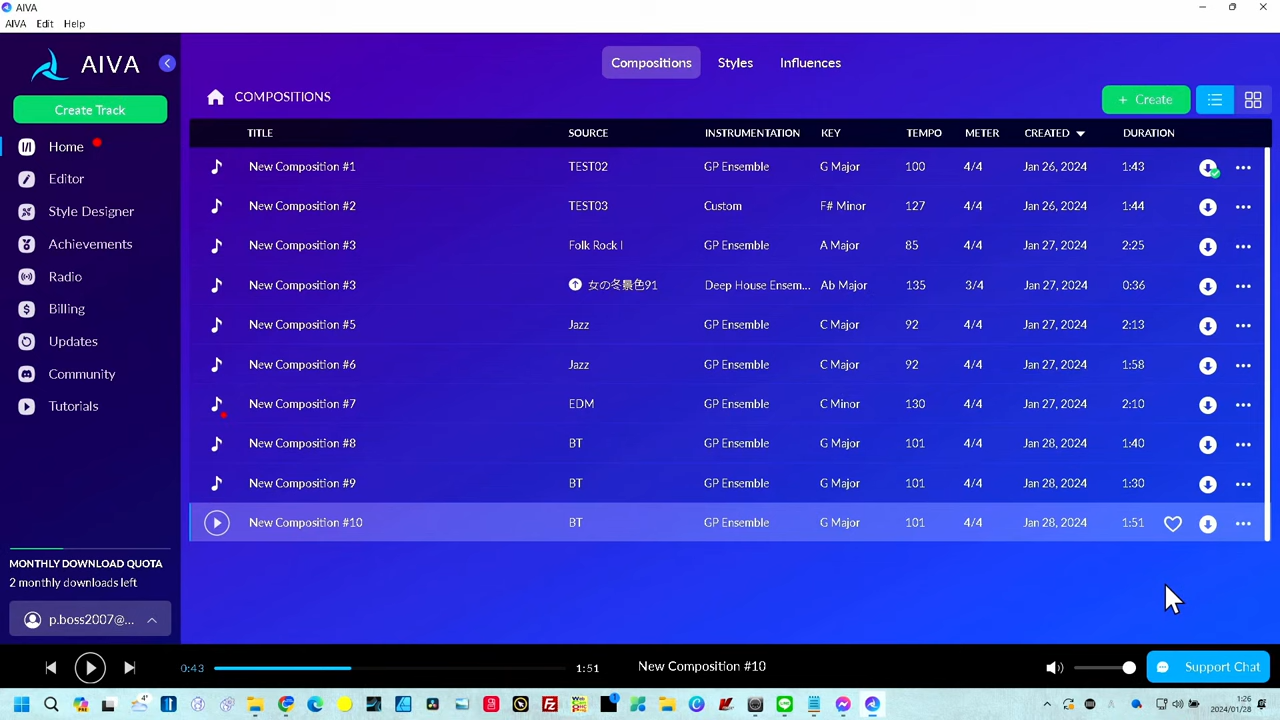 AIVA
AIVA Edit Help
AIVA
Create Track
Home
Editor
Style Designer
Achievements
Radio
Billing
Updates
Community
Tutorials
MONTHLY DOWNLOAD QUOTA
2 monthly downloads left
p.boss2007@...
Compositions Styles Influences
COMPOSITIONS
+ Create
TITLE SOURCE INSTRUMENTATION KEY TEMPO METER CREATED DURATION
New Composition #1 TEST02 GP Ensemble G Major 100 4/4 Jan 26, 2024 1:43
New Composition #2 TEST03 Custom F# Minor 127 4/4 Jan 26, 2024 1:44
New Composition #3 Folk Rock I GP Ensemble A Major 85 4/4 Jan 27, 2024 2:25
New Composition #3 女の冬景色91 Deep House Ensem... Ab Major 135 3/4 Jan 27, 2024 0:36
New Composition #5 Jazz GP Ensemble C Major 92 4/4 Jan 27, 2024 2:13
New Composition #6 Jazz GP Ensemble C Major 92 4/4 Jan 27, 2024 1:58
New Composition #7 EDM GP Ensemble C Minor 130 4/4 Jan 27, 2024 2:10
New Composition #8 BT GP Ensemble G Major 101 4/4 Jan 28, 2024 1:40
New Composition #9 BT GP Ensemble G Major 101 4/4 Jan 28, 2024 1:30
New Composition #10 BT GP Ensemble G Major 101 4/4 Jan 28, 2024 1:51
0:43 1:51 New Composition #10 Support Chat
4°
1:26
2024/01/28